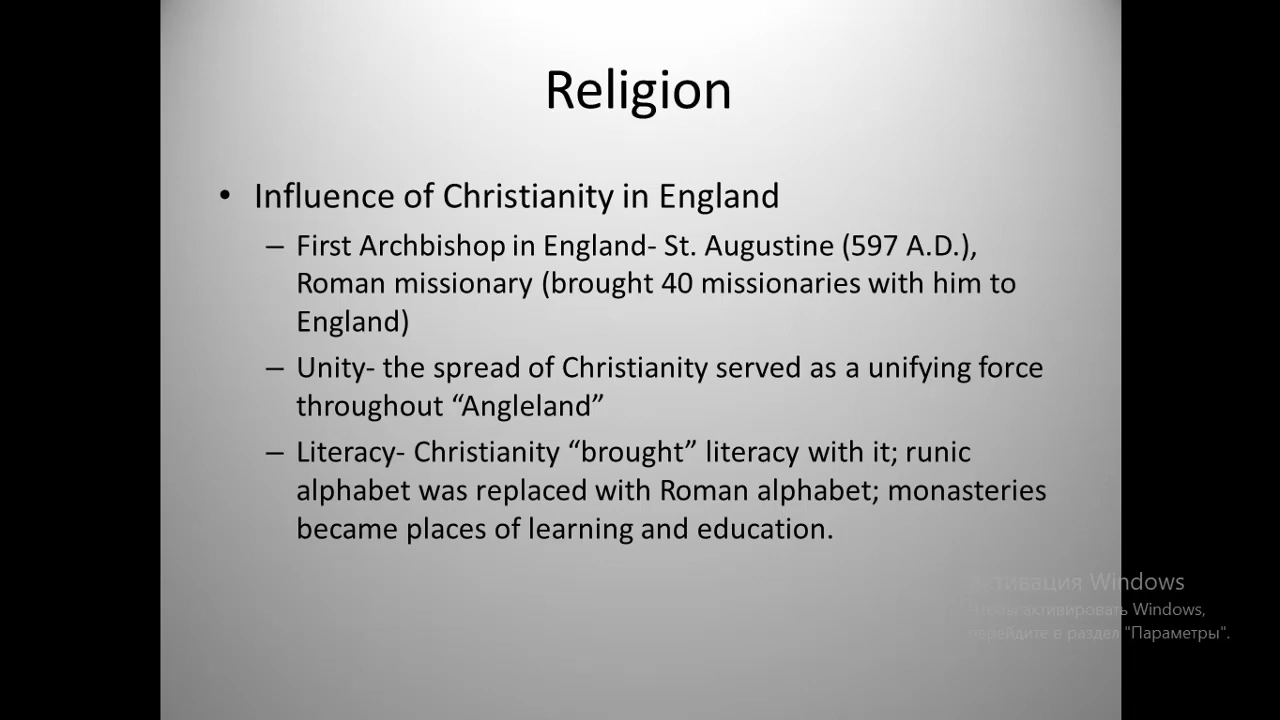 Religion
• Influence of Christianity in England
– First Archbishop in England- St. Augustine (597 A.D.),
Roman missionary (brought 40 missionaries with him to
England)
– Unity- the spread of Christianity served as a unifying force
throughout “Angleland”
– Literacy- Christianity “brought” literacy with it; runic
alphabet was replaced with Roman alphabet; monasteries
became places of learning and education.
Активация Windows
Чтобы активировать Windows,
перейдите в раздел "Параметры".